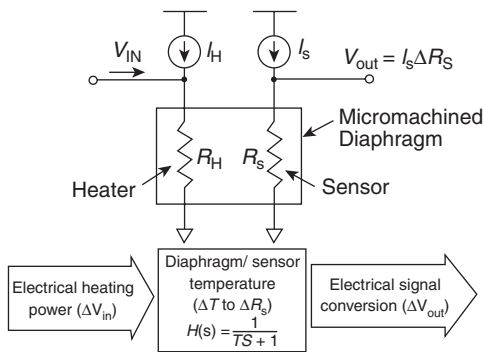 V_IN
I_H
I_s
V_out = I_sΔR_S
Micromachined
Diaphragm
R_H
R_s
Heater
Sensor
Electrical heating
power (ΔV_in)
Diaphragm/ sensor
temperature
(ΔT to ΔR_s)
H(s) = 1/(TS + 1)
Electrical signal
conversion (ΔV_out)